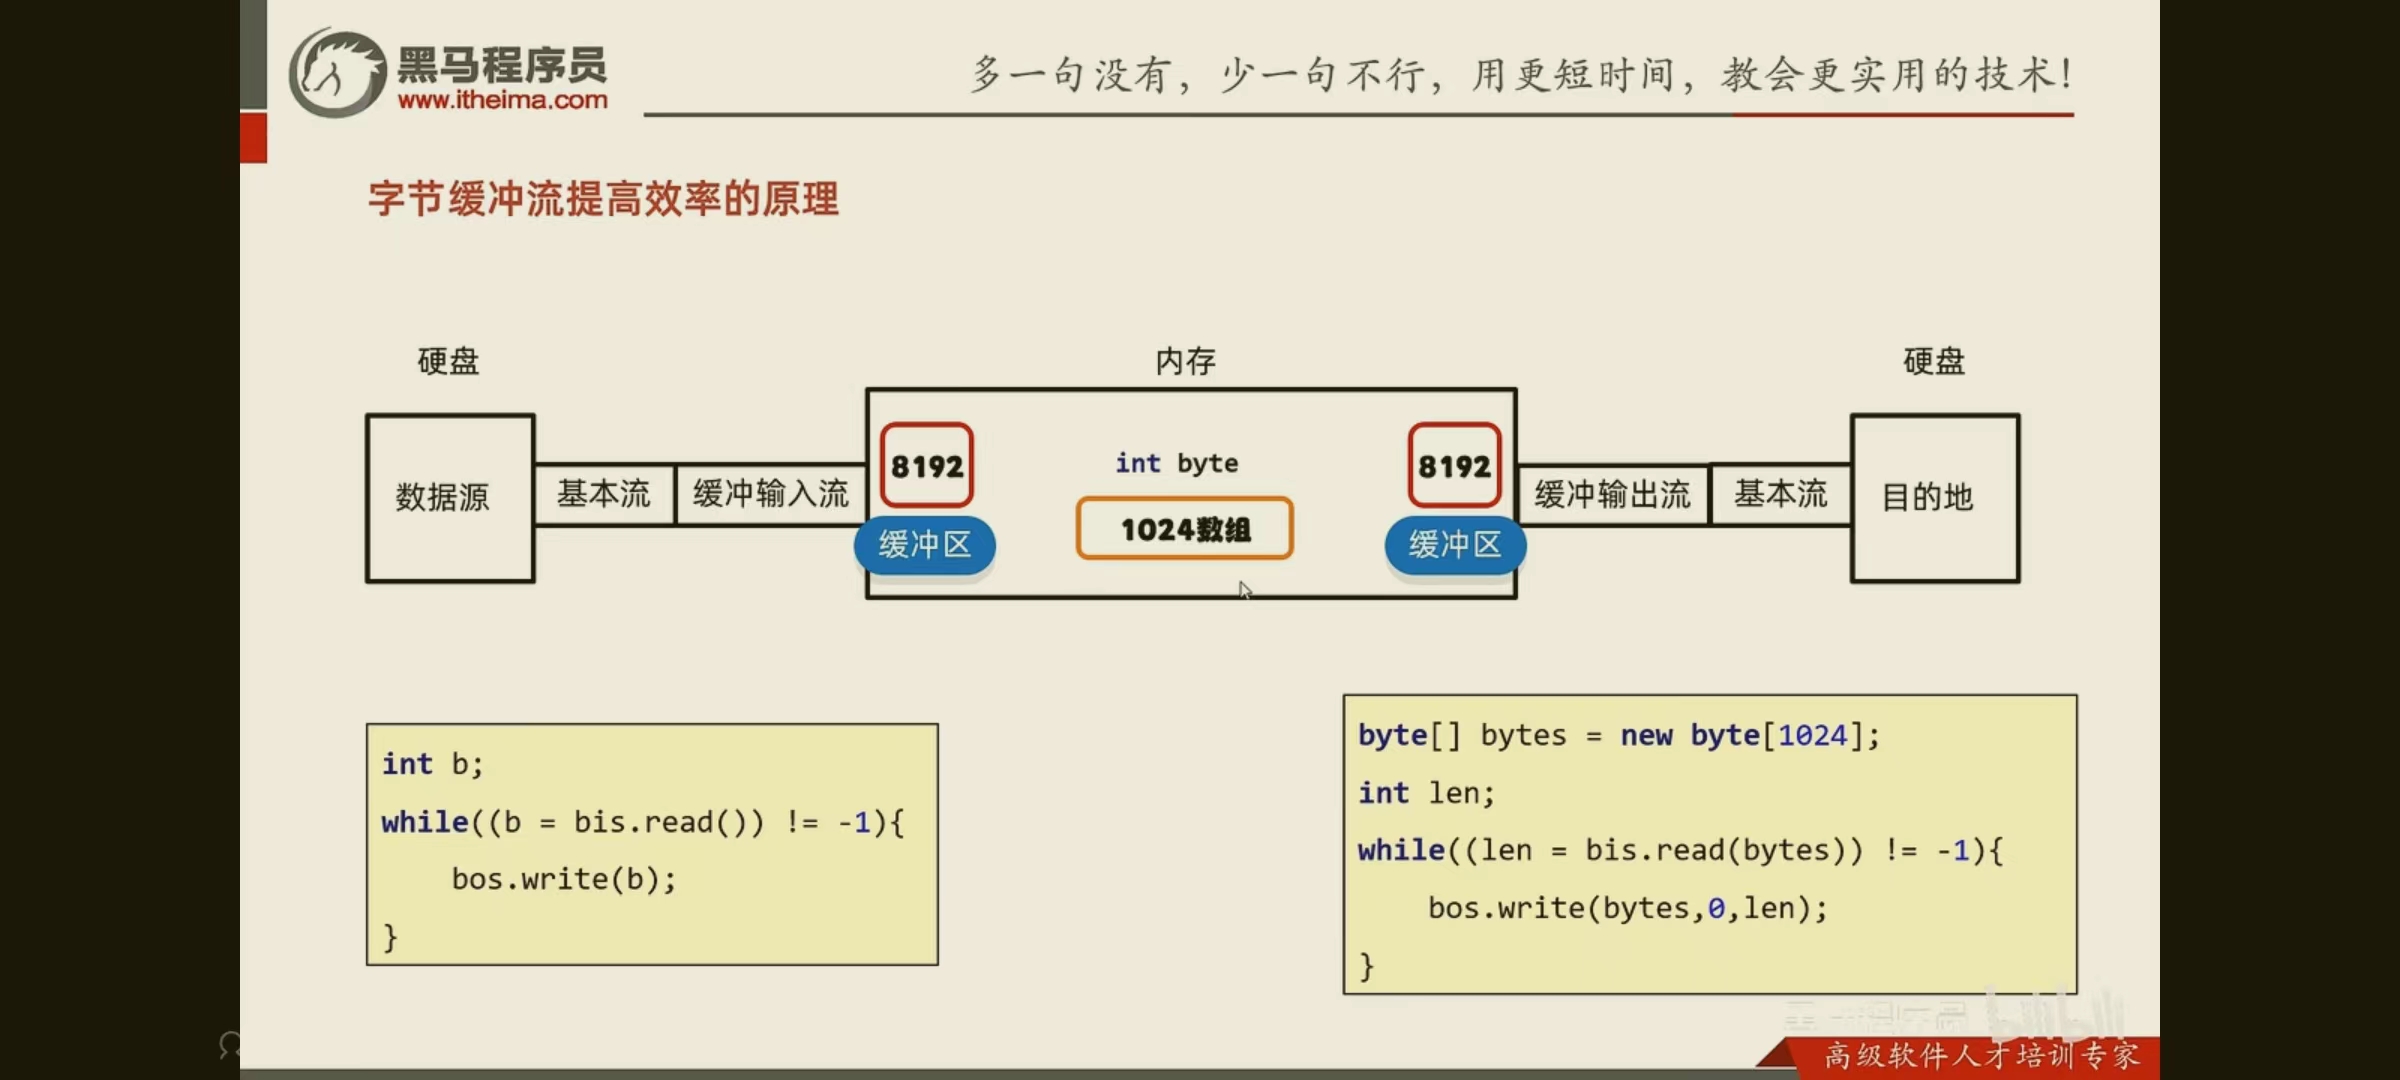 黑马程序员
www.itheima.com
多一句没有，少一句不行，用更短时间，教会更实用的技术！
字节缓冲流提高效率的原理
硬盘
内存
硬盘
数据源
基本流
缓冲输入流
8192
缓冲区
int byte
1024数组
8192
缓冲区
缓冲输出流
基本流
目的地
int b;
while((b = bis.read()) != -1){
bos.write(b);
}
byte[] bytes = new byte[1024];
int len;
while((len = bis.read(bytes)) != -1){
bos.write(bytes,0,len);
}
bilibili
高级软件人才培训专家